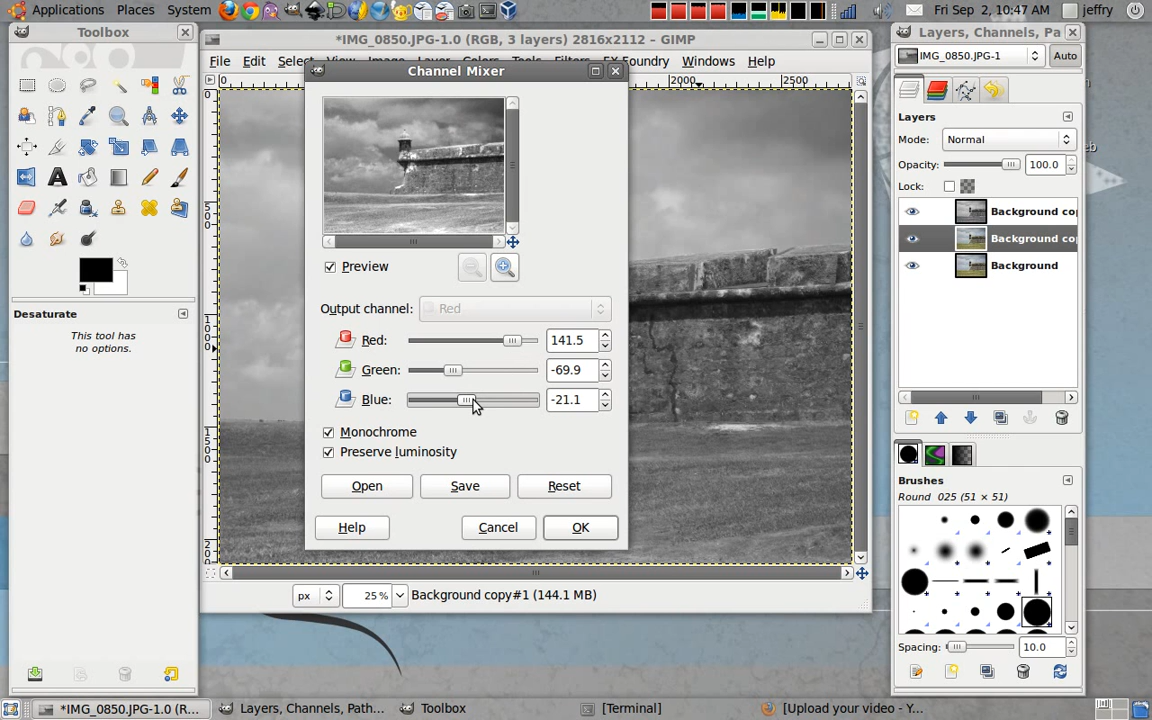 Applications Places System
Fri Sep 2, 10:47 AM jeffry
Toolbox
Desaturate
This tool has
no options.
*IMG_0850.JPG-1.0 (RGB, 3 layers) 2816x2112 – GIMP
File Edit Windows Help
0 2000 2500
Channel Mixer
Preview
Output channel: Red
Red: 141.5
Green: -69.9
Blue: -21.1
Monochrome
Preserve luminosity
Open Save Reset
Help Cancel OK
px 25 % Background copy#1 (144.1 MB)
Layers, Channels, Pa
IMG_0850.JPG-1 Auto
Layers
Mode: Normal
Opacity: 100.0
Lock:
Background co
Background co
Background
Brushes
Round 025 (51 × 51)
Spacing: 10.0
*IMG_0850.JPG-1.0 (R... Layers, Channels, Path... Toolbox [Terminal] [Upload your video - Y...